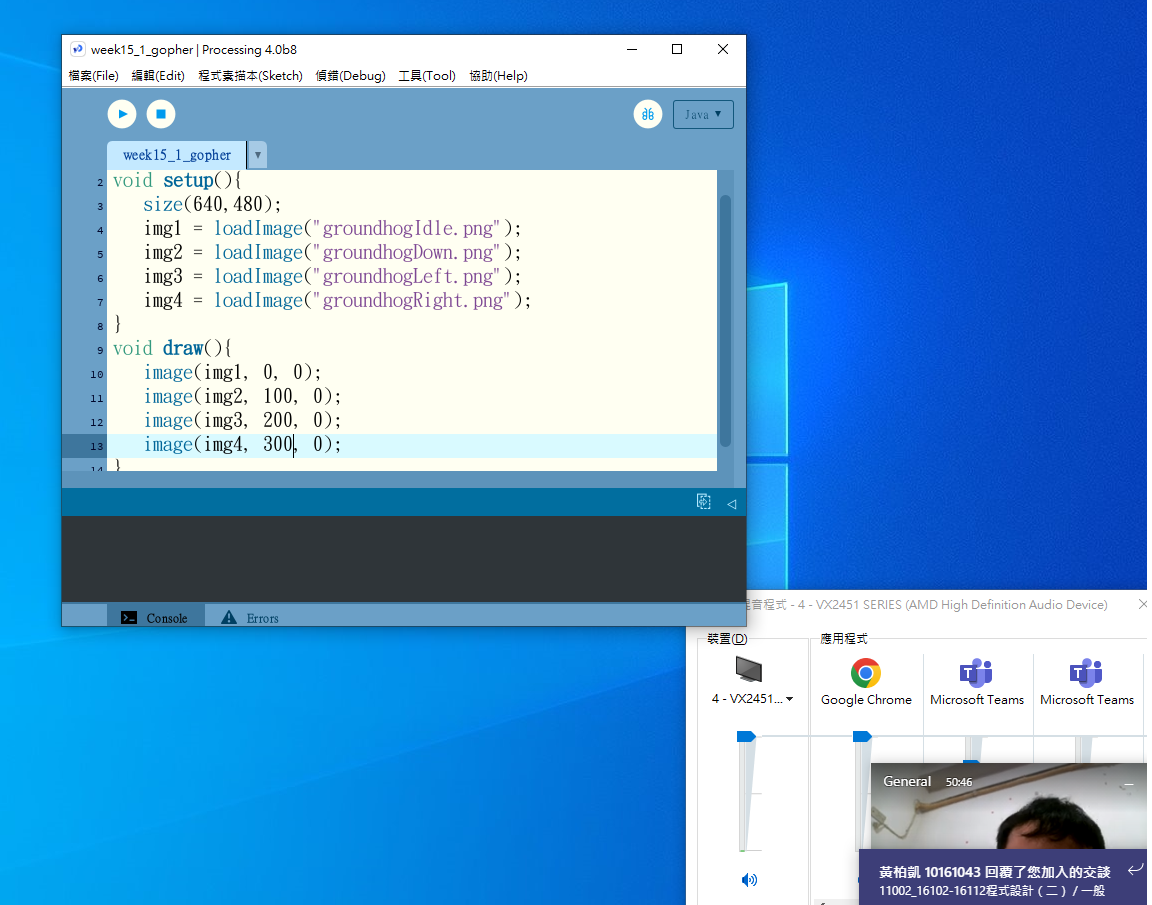 week15_1_gopher | Processing 4.0b8
檔案(File) 編輯(Edit) 程式素描本(Sketch) 偵錯(Debug) 工具(Tool) 協助(Help)
Java ▼
week15_1_gopher ▼
2 void setup(){
3 size(640,480);
4 img1 = loadImage("groundhogIdle.png");
5 img2 = loadImage("groundhogDown.png");
6 img3 = loadImage("groundhogLeft.png");
7 img4 = loadImage("groundhogRight.png");
8 }
9 void draw(){
10 image(img1, 0, 0);
11 image(img2, 100, 0);
12 image(img3, 200, 0);
13 image(img4, 300, 0);
14 }
Console Errors
音程式 - 4 - VX2451 SERIES (AMD High Definition Audio Device)
裝置(D) 應用程式
4 - VX2451... Google Chrome Microsoft Teams Microsoft Teams
General 50:46
黃柏凱 10161043 回覆了您加入的交談
11002_16102-16112程式設計（二）/ 一般